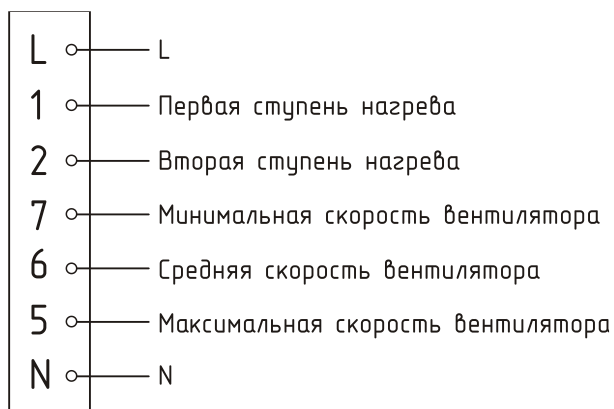 L L
1 Первая ступень нагрева
2 Вторая ступень нагрева
7 Минимальная скорость вентилятора
6 Средняя скорость вентилятора
5 Максимальная скорость вентилятора
N N